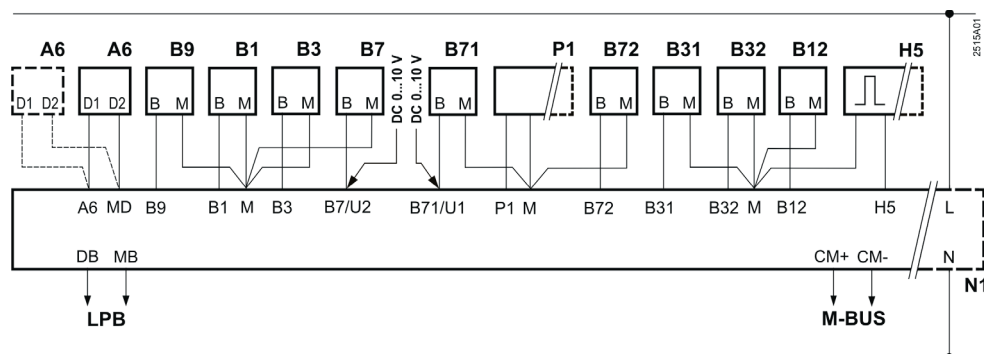 2515A01
A6 A6 B9 B1 B3 B7 DC 0...10 V DC 0...10 V B71 P1 B72 B31 B32 B12 H5
D1 D2 D1 D2 B M B M B M B M B M B M B M B M B M
A6 MD B9 B1 M B3 B7/U2 B71/U1 P1 M B72 B31 B32 M B12 H5 L
DB MB CM+ CM- N
N1
LPB M-BUS